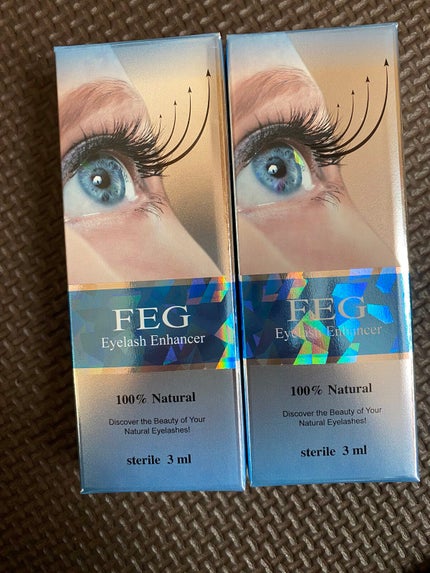 FEG
Eyelash Enhancer
100% Natural
Discover the Beauty of Your
Natural Eyelashes!
sterile 3 ml
FEG
Eyelash Enhancer
100% Natural
Discover the Beauty of Your
Natural Eyelashes!
sterile 3 ml